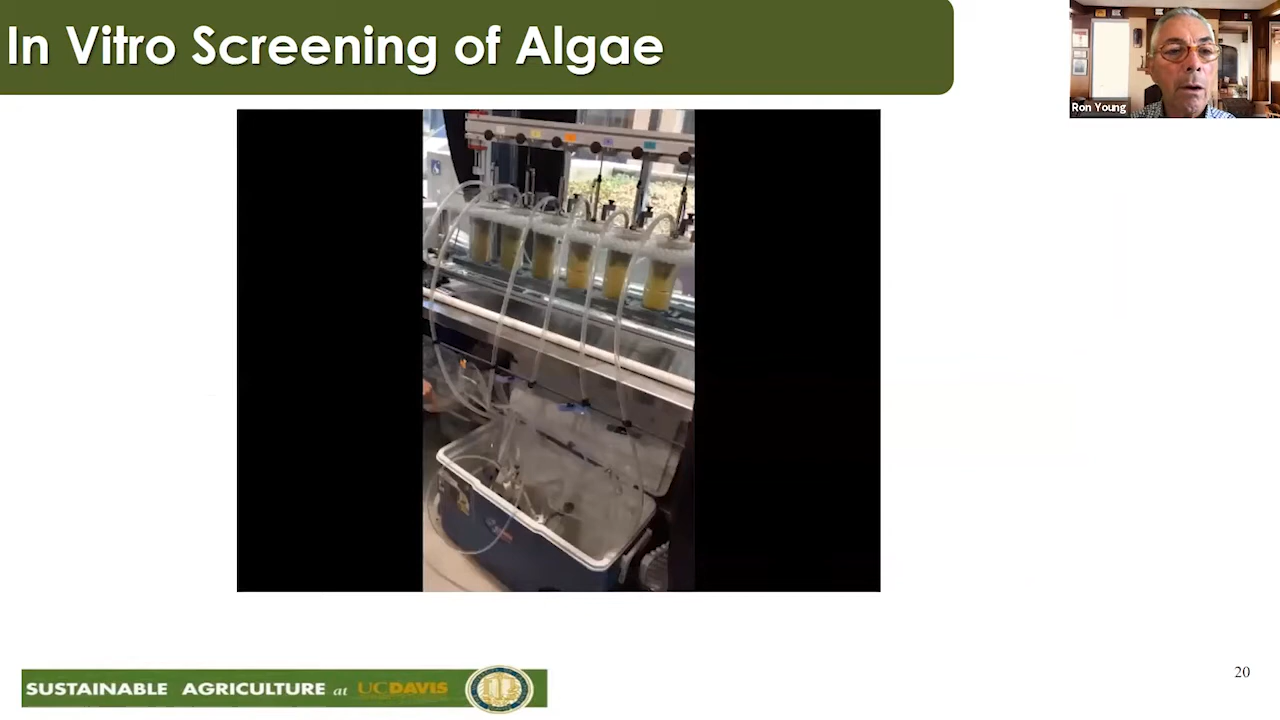 In Vitro Screening of Algae
Ron Young
SUSTAINABLE AGRICULTURE at UC DAVIS
20